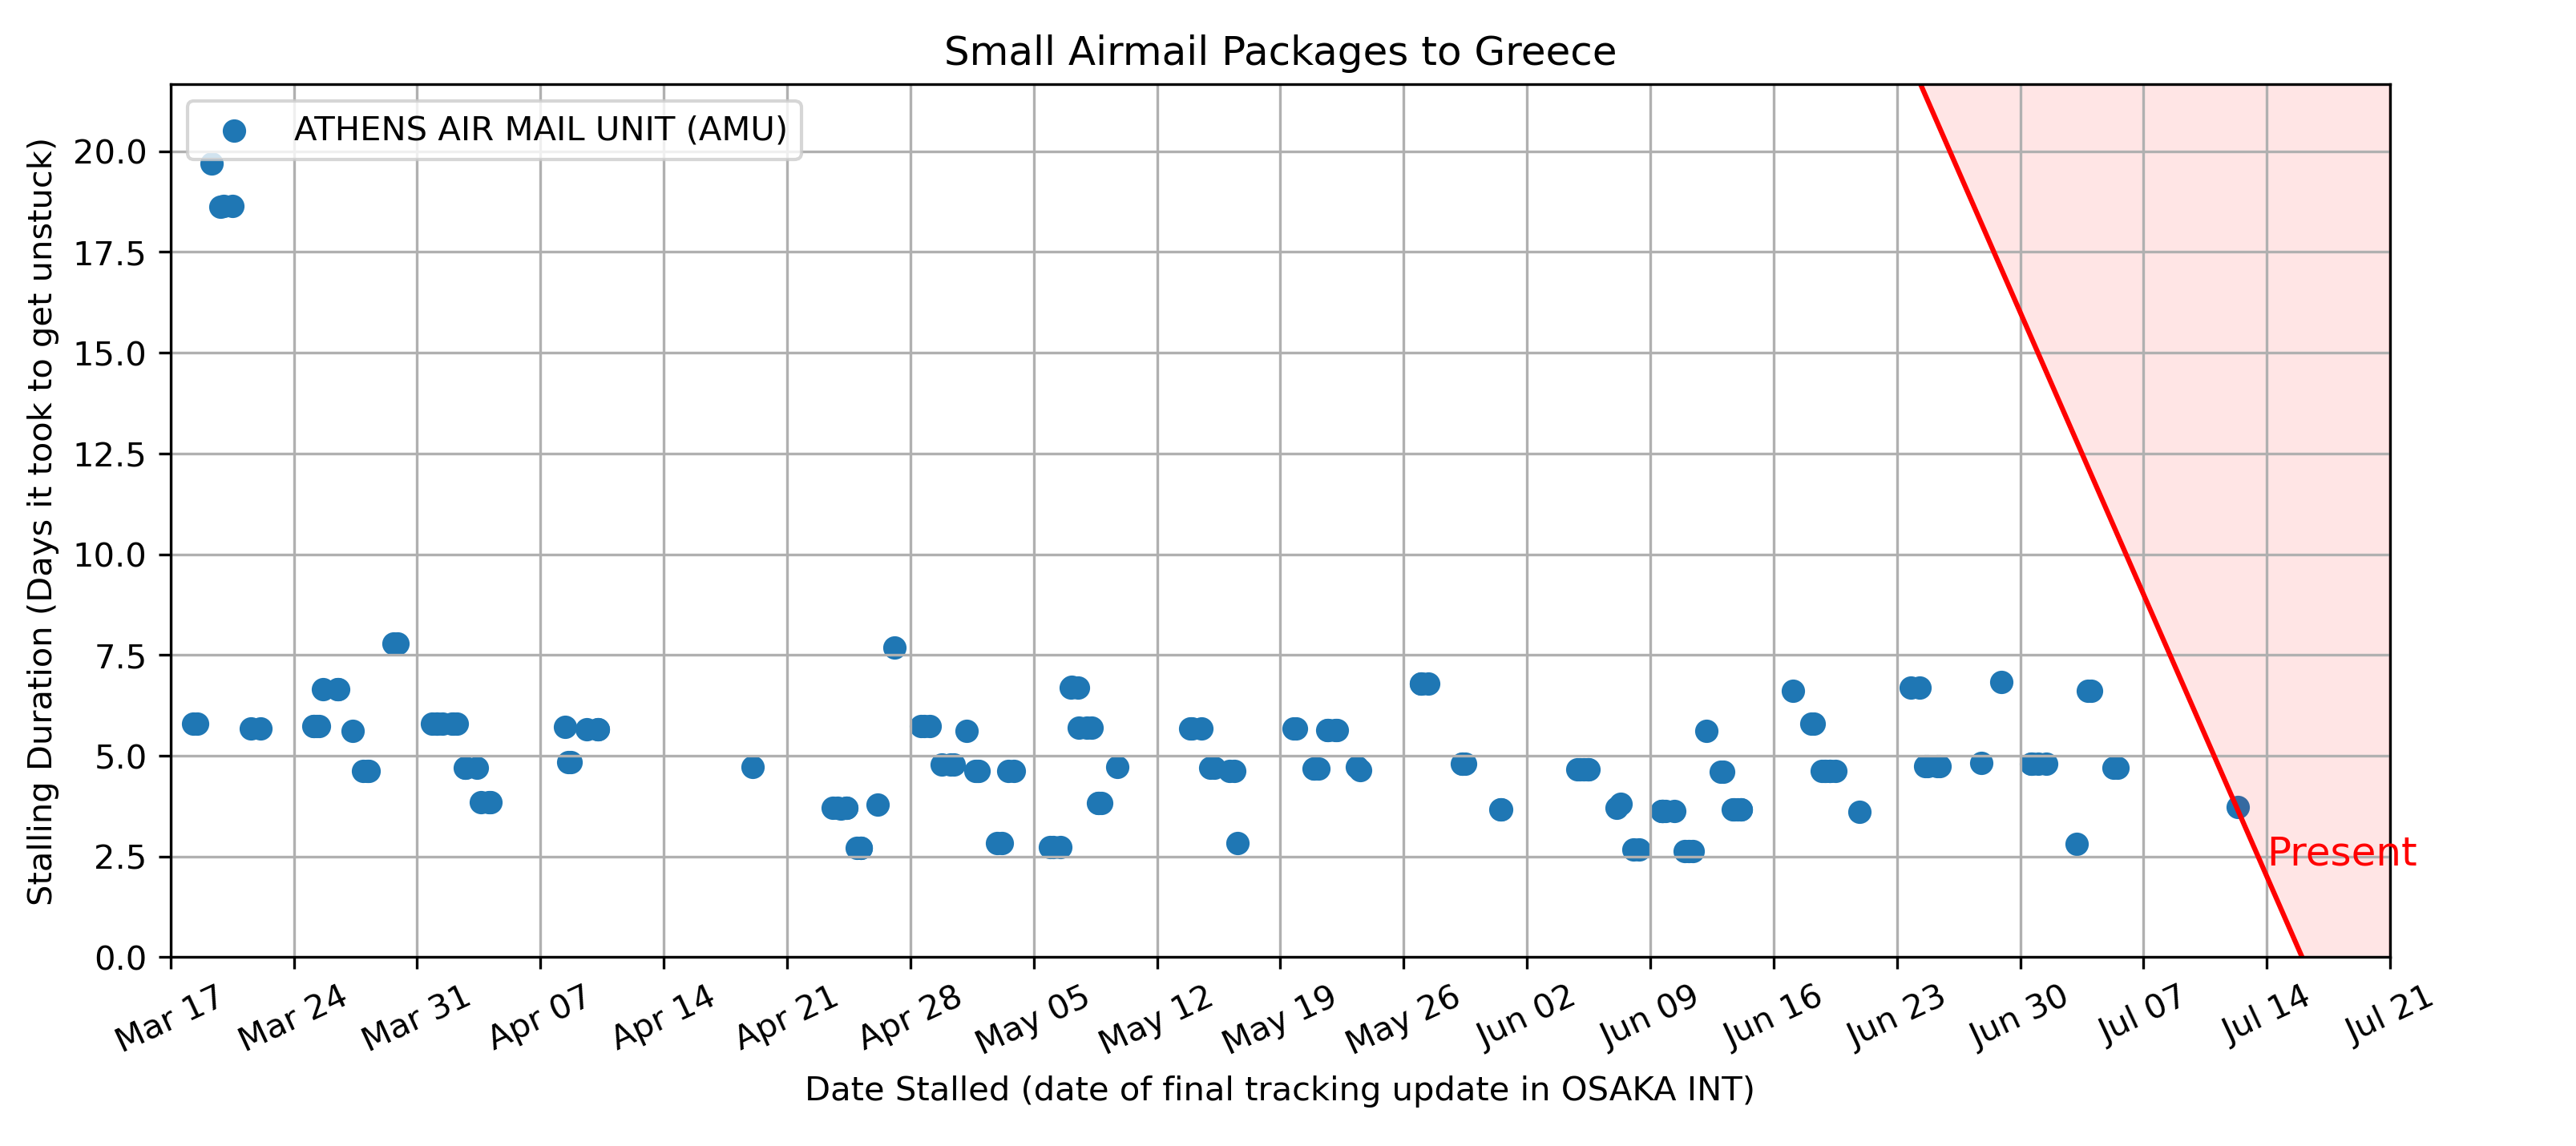 Small Airmail Packages to Greece
ATHENS AIR MAIL UNIT (AMU)
Stalling Duration (Days it took to get unstuck)
20.0
17.5
15.0
12.5
10.0
7.5
5.0
2.5
0.0
Present
Mar 17
Mar 24
Mar 31
Apr 07
Apr 14
Apr 21
Apr 28
May 05
May 12
May 19
May 26
Jun 02
Jun 09
Jun 16
Jun 23
Jun 30
Jul 07
Jul 14
Jul 21
Date Stalled (date of final tracking update in OSAKA INT)